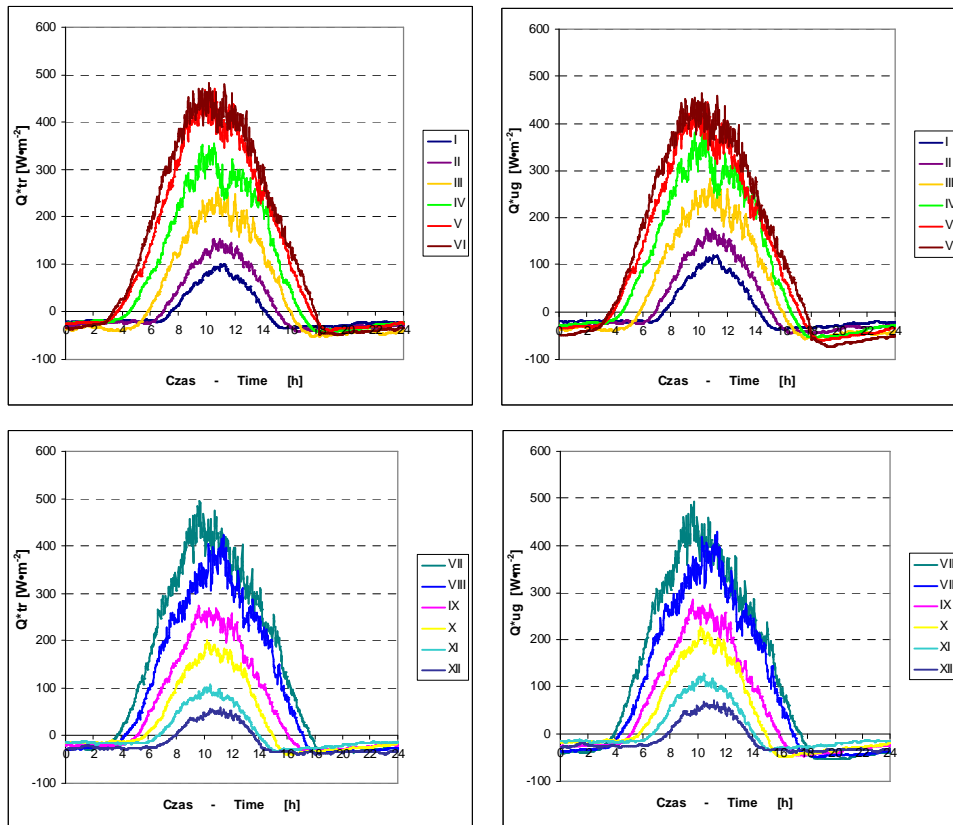 600
500
400
300
200
100
0
-100
Q*tr [W•m-2]
0 2 4 6 8 10 12 14 16 18 20 22 24
Czas - Time [h]
I
II
III
IV
V
VI
600
500
400
300
200
100
0
-100
Q*ug [W•m-2]
0 2 4 6 8 10 12 14 16 18 20 22 24
Czas - Time [h]
I
II
III
IV
V
V
600
500
400
300
200
100
0
-100
Q*tr [W•m-2]
0 2 4 6 8 10 12 14 16 18 20 22 24
Czas - Time [h]
VII
VIII
IX
X
XI
XII
600
500
400
300
200
100
0
-100
Q*ug [W•m-2]
0 2 4 6 8 10 12 14 16 18 20 22 24
Czas - Time [h]
VII
VII
IX
X
XI
XII